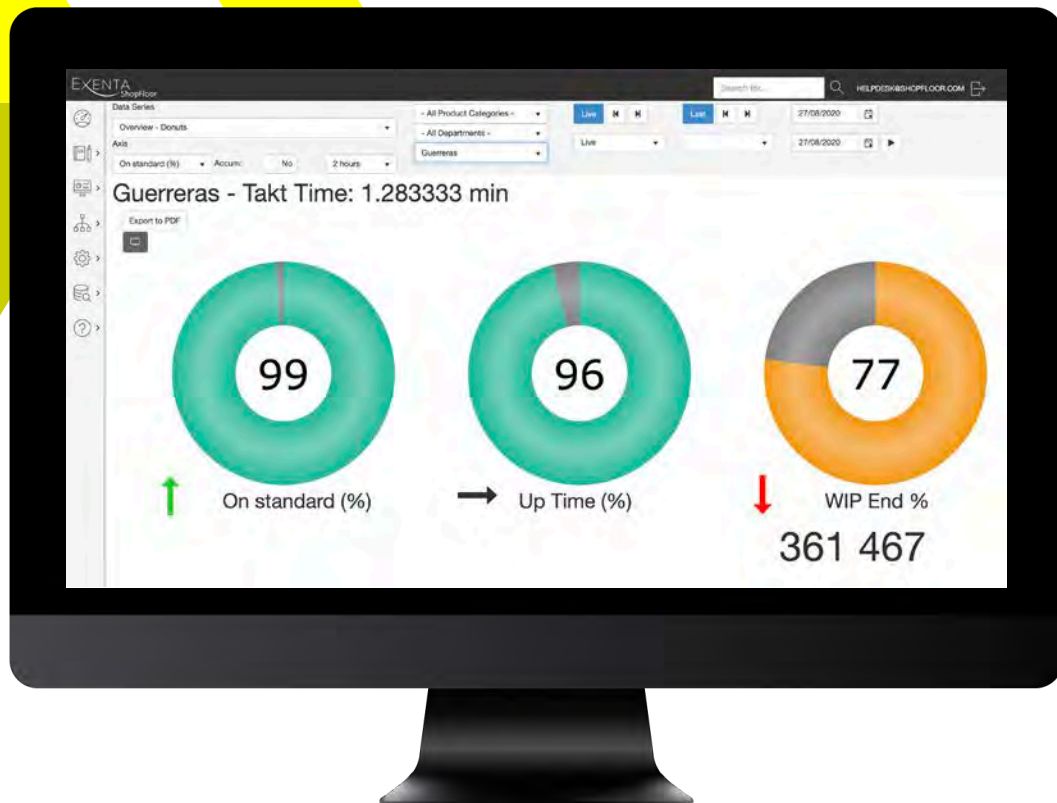 EXENTA
ShopFloor
Search for...
HELPDESK@SHOPFLOOR.COM
Data Series
Overview - Donuts
Axis
On standard (%)
Accum:
No
2 hours
- All Product Categories -
- All Departments -
Guerreras
Live
Last
27/08/2020
Live
27/08/2020
Guerreras - Takt Time: 1.283333 min
Export to PDF
99
96
77
On standard (%)
Up Time (%)
WIP End %
361 467